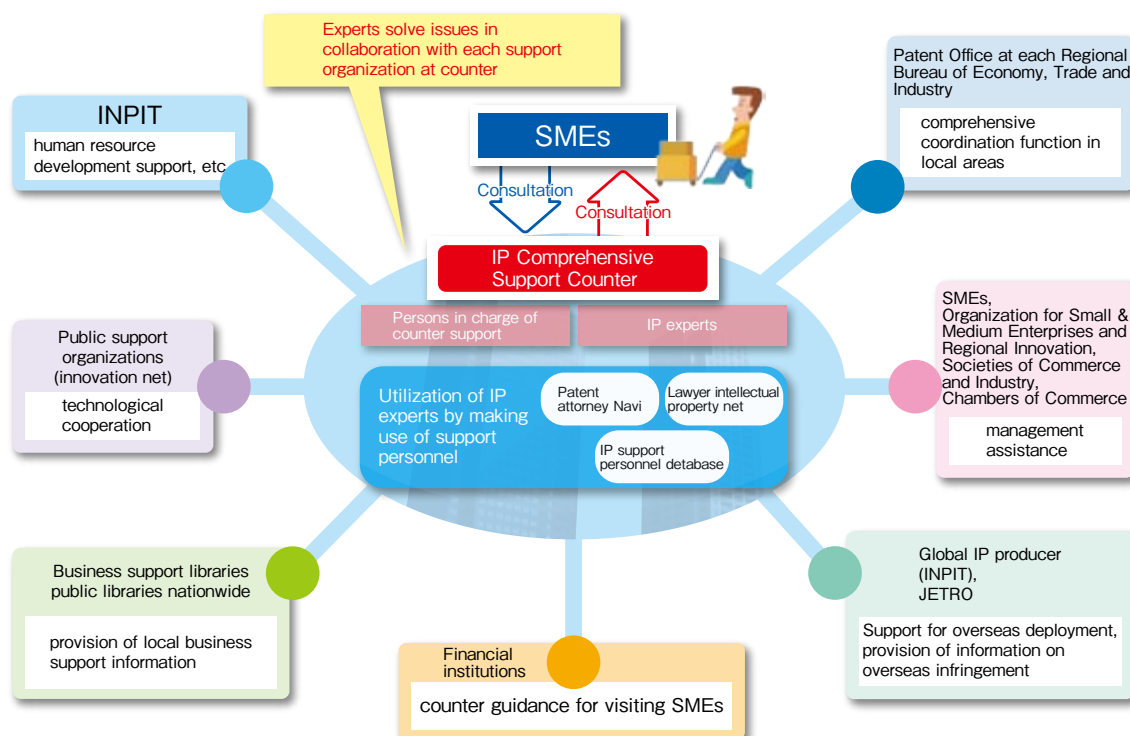 Experts solve issues in
collaboration with each support
organization at counter
Patent Office at each Regional
Bureau of Economy, Trade and
Industry
comprehensive
coordination function in
local areas
INPIT
human resource
development support, etc
SMEs
Consultation
Consultation
IP Comprehensive
Support Counter
Persons in charge of
counter support
IP experts
Public support
organizations
(innovation net)
technological
cooperation
Utilization of IP
experts by making
use of support
personnel
Patent
attorney Navi
Lawyer intellectual
property net
IP support
personnel detabase
SMEs,
Organization for Small &
Medium Enterprises and
Regional Innovation,
Societies of Commerce
and Industry,
Chambers of Commerce
management
assistance
Business support libraries
public libraries nationwide
provision of local business
support information
Financial
institutions
counter guidance for visiting SMEs
Global IP producer
(INPIT),
JETRO
Support for overseas deployment,
provision of information on
overseas infringement